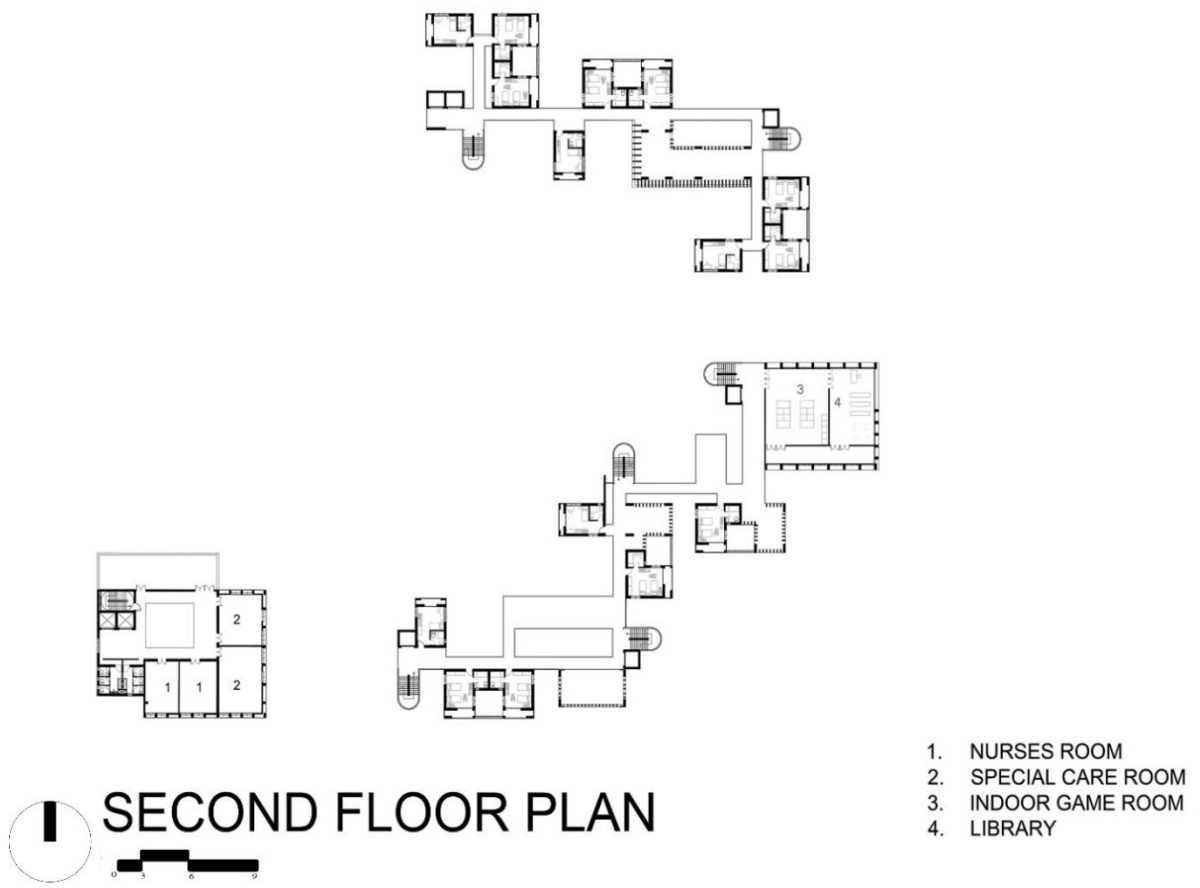 3
4
2
1 1 2
1. NURSES ROOM
2. SPECIAL CARE ROOM
3. INDOOR GAME ROOM
4. LIBRARY
SECOND FLOOR PLAN
0 3 6 9